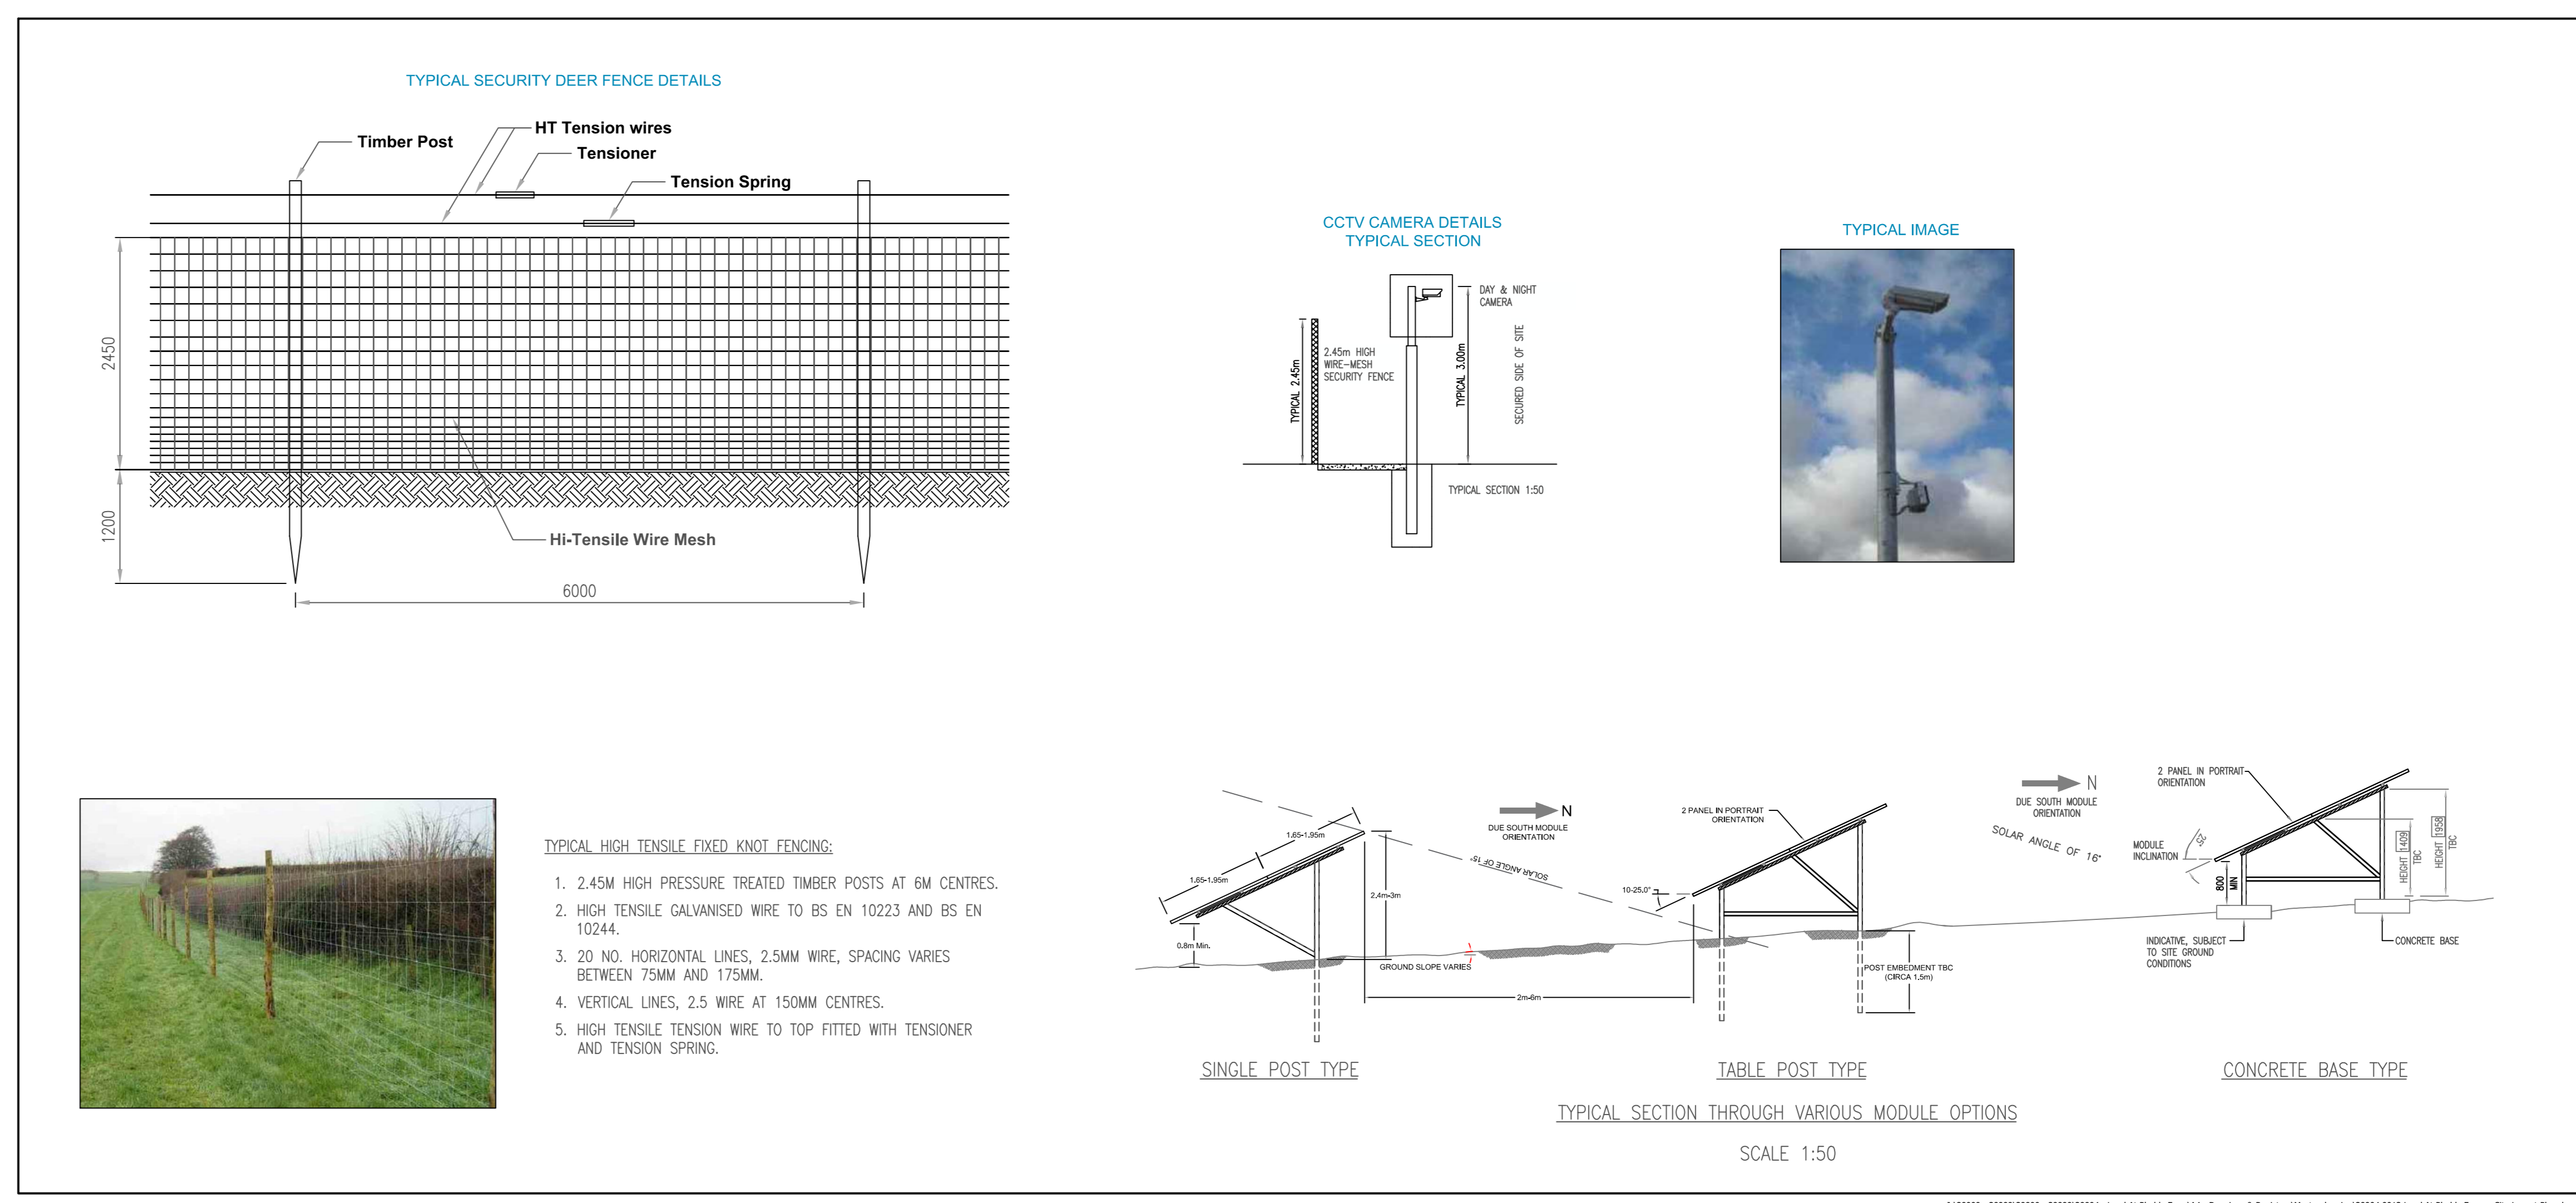 TYPICAL SECURITY DEER FENCE DETAILS
Timber Post
HT Tension wires
Tensioner
Tension Spring
2450
1200
6000
Hi-Tensile Wire Mesh
CCTV CAMERA DETAILS
TYPICAL SECTION
DAY & NIGHT
CAMERA
2.45m HIGH
WIRE-MESH
SECURITY FENCE
TYPICAL 2.45m
TYPICAL 3.00m
SECURED SIDE OF SITE
TYPICAL SECTION 1:50
TYPICAL IMAGE
TYPICAL HIGH TENSILE FIXED KNOT FENCING:
1. 2.45M HIGH PRESSURE TREATED TIMBER POSTS AT 6M CENTRES.
2. HIGH TENSILE GALVANISED WIRE TO BS EN 10223 AND BS EN
10244.
3. 20 NO. HORIZONTAL LINES, 2.5MM WIRE, SPACING VARIES
BETWEEN 75MM AND 175MM.
4. VERTICAL LINES, 2.5 WIRE AT 150MM CENTRES.
5. HIGH TENSILE TENSION WIRE TO TOP FITTED WITH TENSIONER
AND TENSION SPRING.
1.65-1.95m
1.65-1.95m
0.8m Min.
2.4m-3m
N
DUE SOUTH MODULE
ORIENTATION
SOLAR ANGLE OF 15°
GROUND SLOPE VARIES
2m-6m
SINGLE POST TYPE
2 PANEL IN PORTRAIT
ORIENTATION
10-25.0°
POST EMBEDMENT TBC
(CIRCA 1.5m)
TABLE POST TYPE
N
DUE SOUTH MODULE
ORIENTATION
SOLAR ANGLE OF 16°
2 PANEL IN PORTRAIT
ORIENTATION
MODULE
INCLINATION
25°
800
MIN
HEIGHT 1409
TBC
HEIGHT 1958
TBC
INDICATIVE, SUBJECT
TO SITE GROUND
CONDITIONS
CONCRETE BASE
CONCRETE BASE TYPE
TYPICAL SECTION THROUGH VARIOUS MODULE OPTIONS
SCALE 1:50